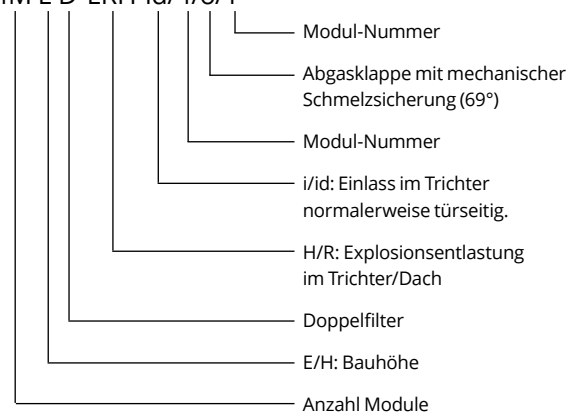 Modul-Nummer
Abgasklappe mit mechanischer
Schmelzsicherung (69°)
Modul-Nummer
i/id: Einlass im Trichter
normalerweise türseitig.
H/R: Explosionsentlastung
im Trichter/Dach
Doppelfilter
E/H: Bauhöhe
Anzahl Module